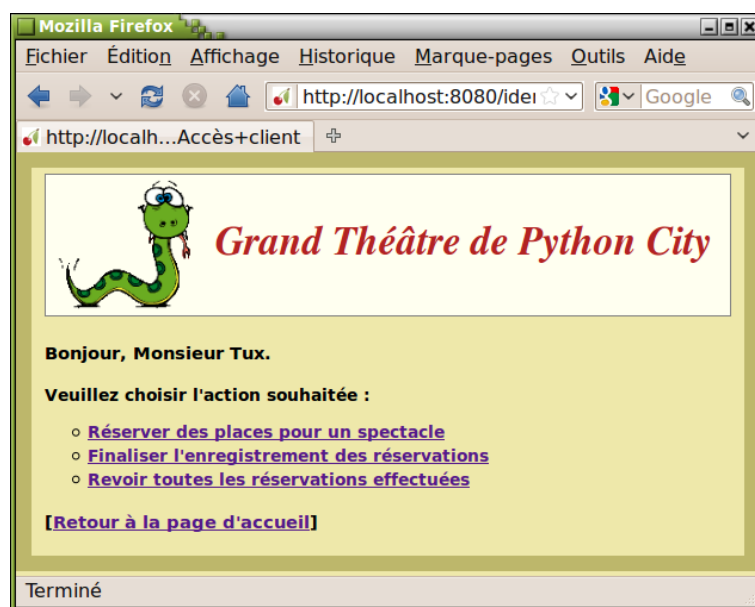 Mozilla Firefox
Fichier Édition Affichage Historique Marque-pages Outils Aide
http://localhost:8080/iden Google
http://localh...Accès+client
Grand Théâtre de Python City
Bonjour, Monsieur Tux.
Veuillez choisir l'action souhaitée :
Réserver des places pour un spectacle
Finaliser l'enregistrement des réservations
Revoir toutes les réservations effectuées
[Retour à la page d'accueil]
Terminé